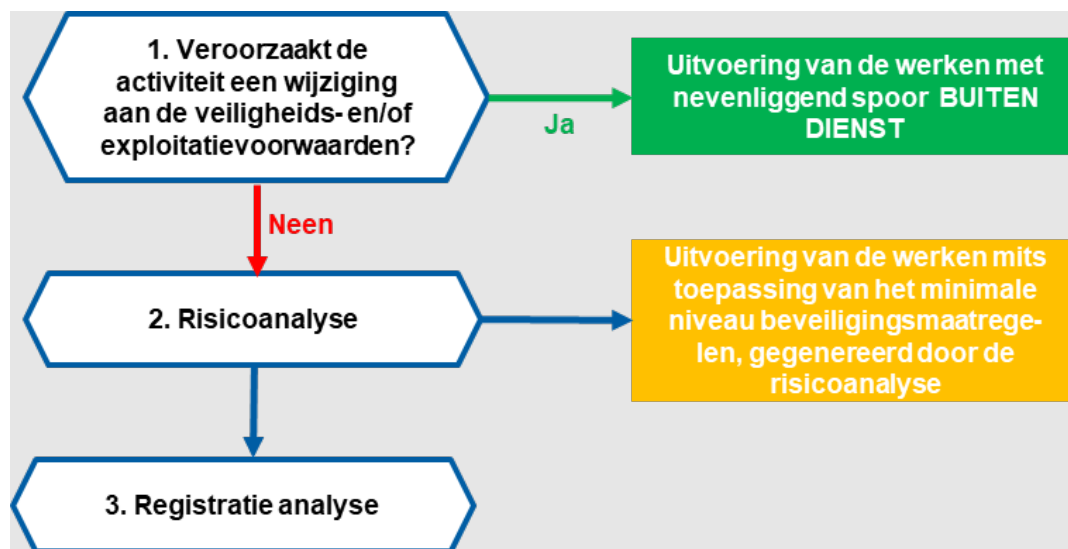 1. Veroorzaakt de
activiteit een wijziging
aan de veiligheids- en/of
exploitatievoorwaarden?
Ja
Uitvoering van de werken met
nevenliggend spoor BUITEN
DIENST
Neen
2. Risicoanalyse
Uitvoering van de werken mits
toepassing van het minimale
niveau beveiligingsmaatrege-
len, gegenereerd door de
risicoanalyse
3. Registratie analyse